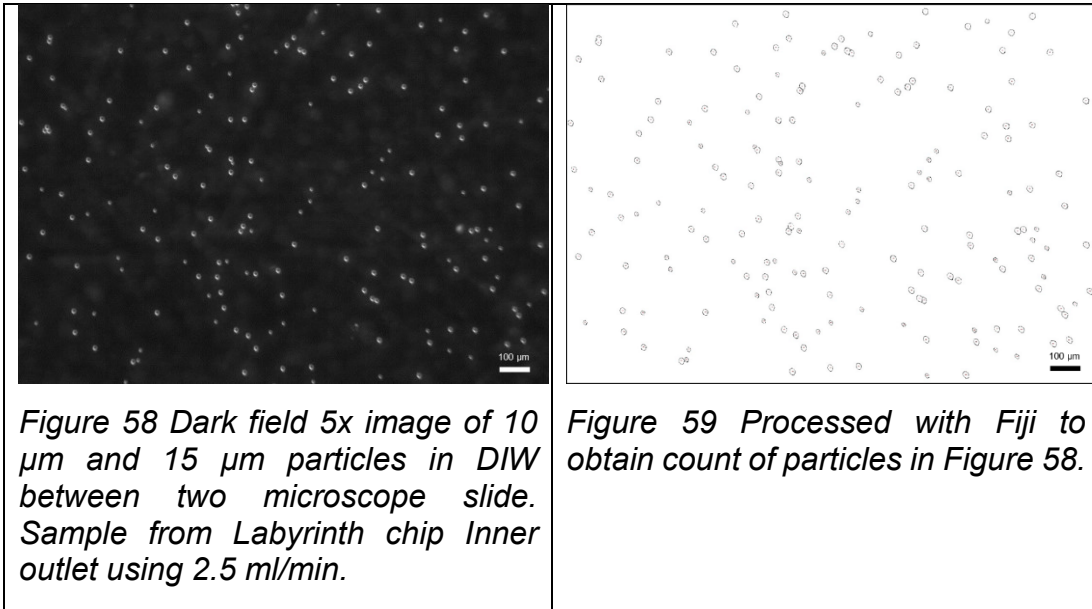 100 µm
100 µm
Figure 58 Dark field 5x image of 10
µm and 15 µm particles in DIW
between two microscope slide.
Sample from Labyrinth chip Inner
outlet using 2.5 ml/min.
Figure 59 Processed with Fiji to
obtain count of particles in Figure 58.